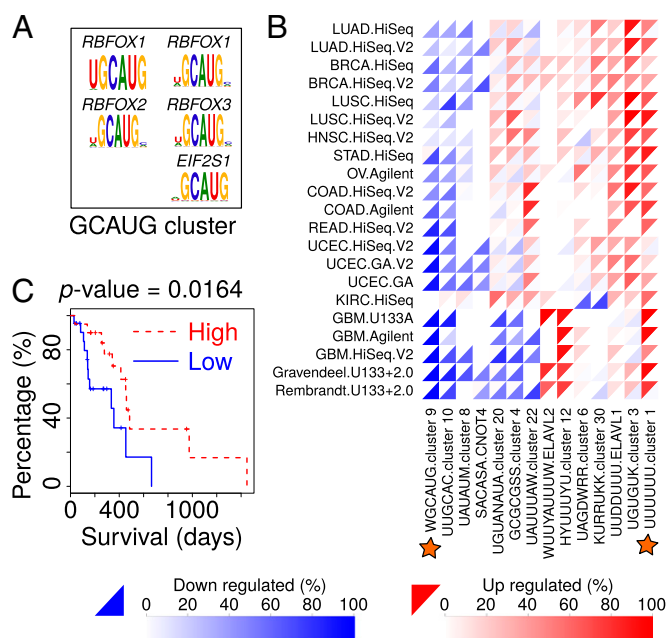 A
RBFOX1 RBFOX1
UGCAUG GCAUG
RBFOX2 RBFOX3
GCAUG GCAUG
EIF2S1
GCAUG
GCAUG cluster
B
LUAD.HiSeq
LUAD.HiSeq.V2
BRCA.HiSeq
BRCA.HiSeq.V2
LUSC.HiSeq
LUSC.HiSeq.V2
HNSC.HiSeq.V2
STAD.HiSeq
OV.Agilent
COAD.HiSeq.V2
COAD.Agilent
READ.HiSeq.V2
UCEC.HiSeq.V2
UCEC.GA.V2
UCEC.GA
KIRC.HiSeq
GBM.U133A
GBM.Agilent
GBM.HiSeq.V2
Gravendeel.U133+2.0
Rembrandt.U133+2.0
WGCAUG.cluster 9
UUGCAC.cluster 10
UAUAUM.cluster 8
SACASA.CNOT4
UGUANAUA.cluster 20
GCGCGSS.cluster 4
UAUUUAW.cluster 22
WUUYAUUUW.ELAVL2
HYUUUYU.cluster 12
UAGDWRR.cluster 6
KURRUKK.cluster 30
UUDDUUU.ELAVL1
UGUGUK.cluster 3
UUUUUU.cluster 1
C
p-value = 0.0164
High
Low
Percentage (%)
80
40
0
0 400 1000
Survival (days)
Down regulated (%)
0 20 40 60 80 100
Up regulated (%)
0 20 40 60 80 100